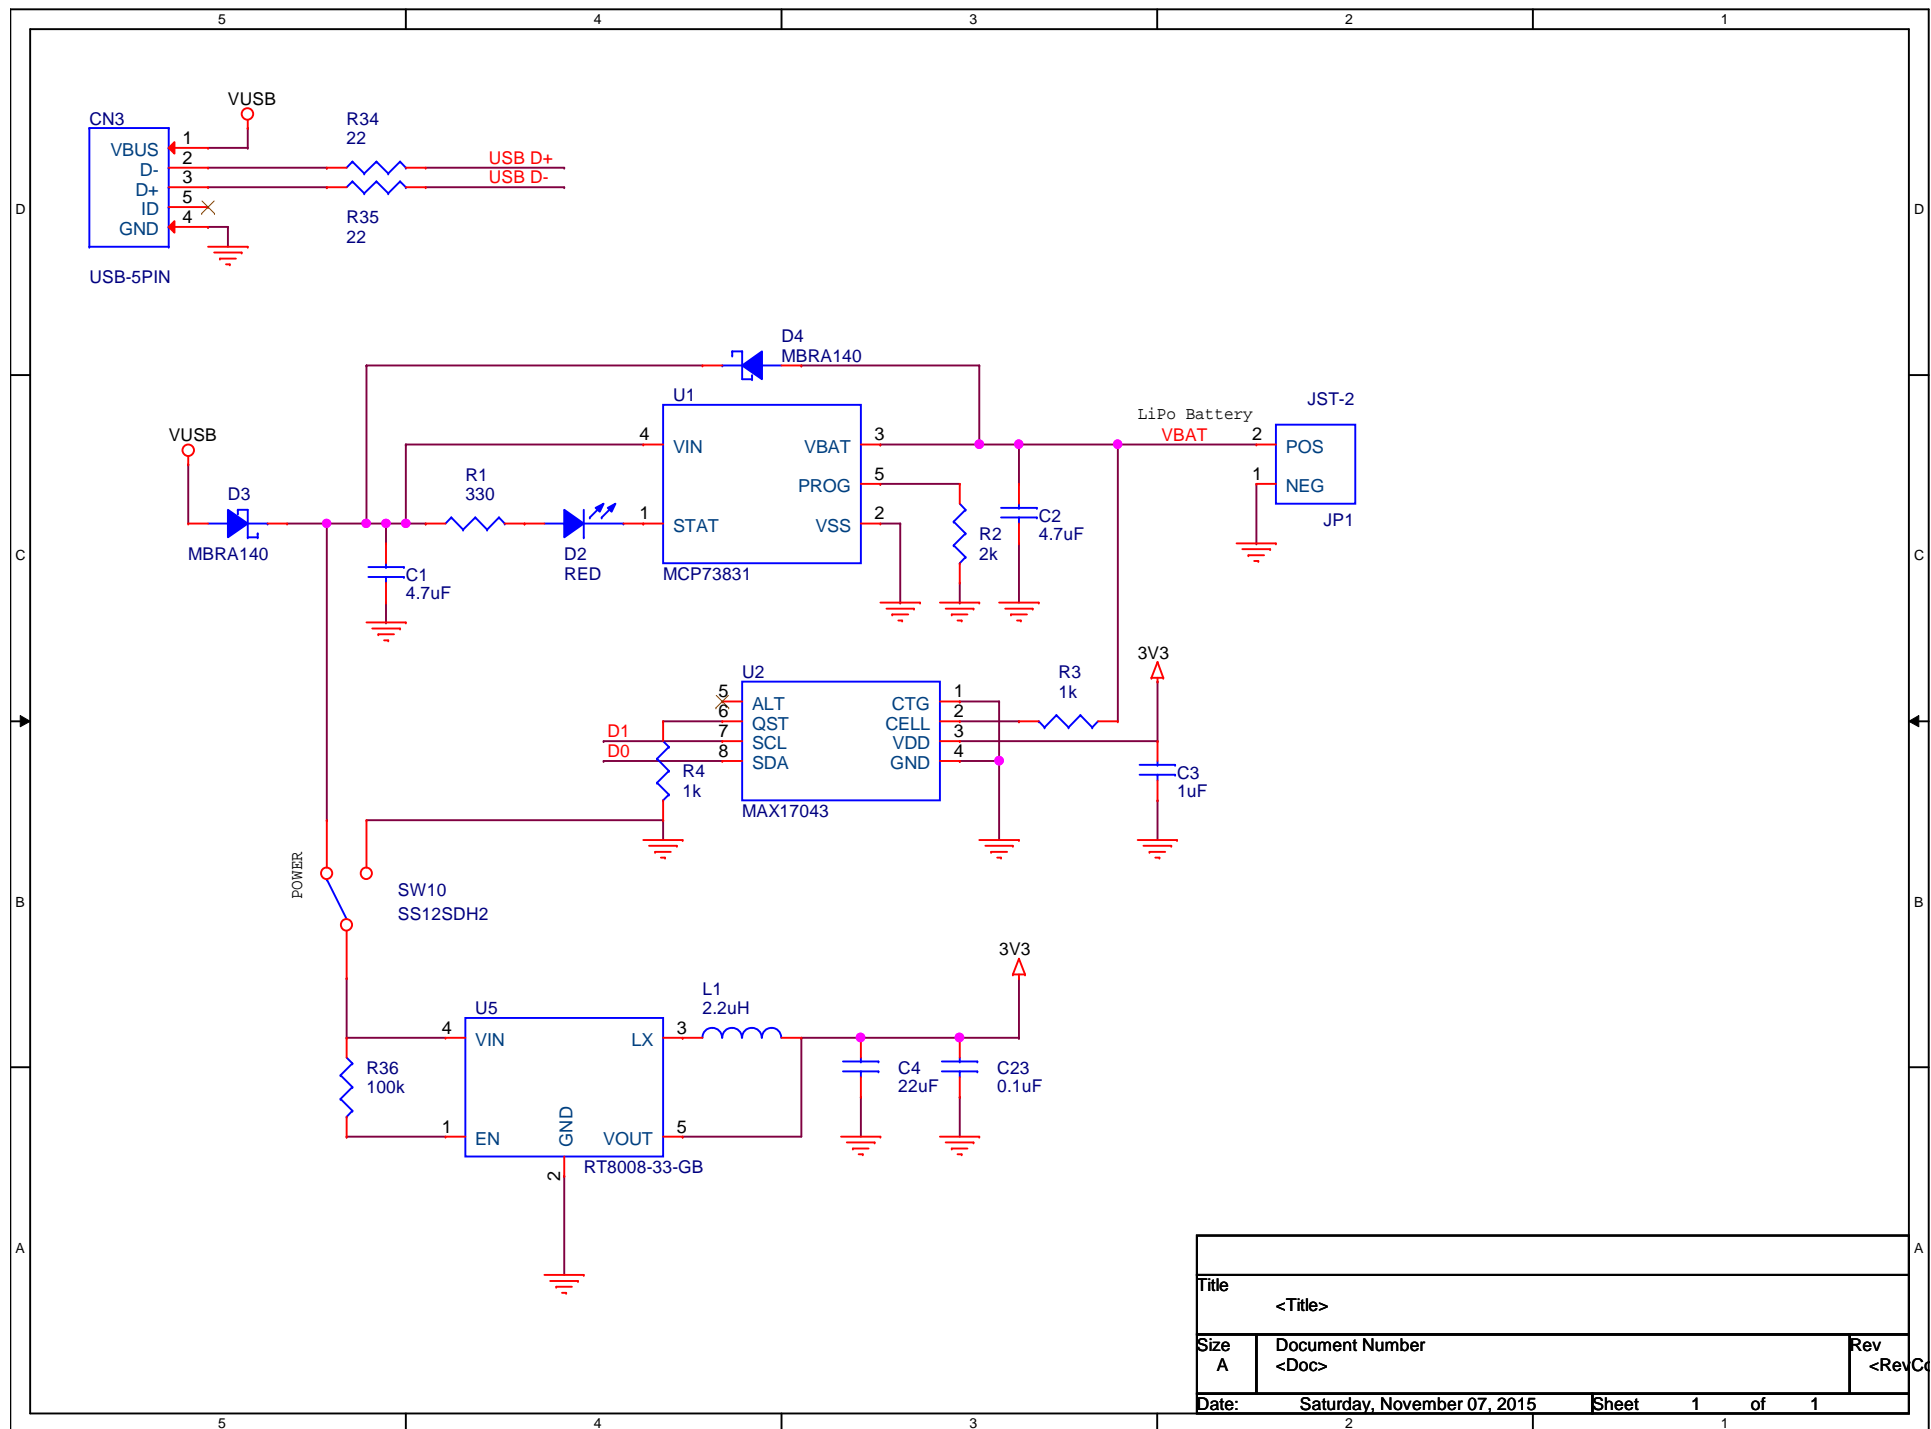 5 4 3 2 1
D
D
C
C
B
B
A
A
VUSB
CN3
VBUS 1
D- 2
D+ 3
ID 5
GND 4
USB-5PIN
R34
22
USB D+
USB D-
R35
22
D4
MBRA140
VUSB
D3
MBRA140
R1
330
D2
RED
C1
4.7uF
U1
4 VIN VBAT 3
PROG 5
1 STAT VSS 2
MCP73831
R2
2k
C2
4.7uF
LiPo Battery
VBAT
JST-2
2 POS
1 NEG
JP1
U2
5 ALT CTG 1
6 QST CELL 2
7 SCL VDD 3
8 SDA GND 4
MAX17043
D1
D0
R4
1k
R3
1k
3V3
C3
1uF
POWER
SW10
SS12SDH2
U5
4 VIN LX 3
1 EN GND VOUT 5
2
RT8008-33-GB
R36
100k
L1
2.2uH
3V3
C4
22uF
C23
0.1uF
Title
<Title>
Size Document Number Rev
A <Doc> <RevCo
Date: Saturday, November 07, 2015 Sheet 1 of 1
5 4 3 2 1